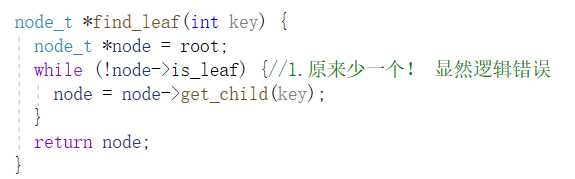 node_t *find_leaf(int key) {
node_t *node = root;
while (!node->is_leaf) {//1.原来少一个! 显然逻辑错误
node = node->get_child(key);
}
return node;
}